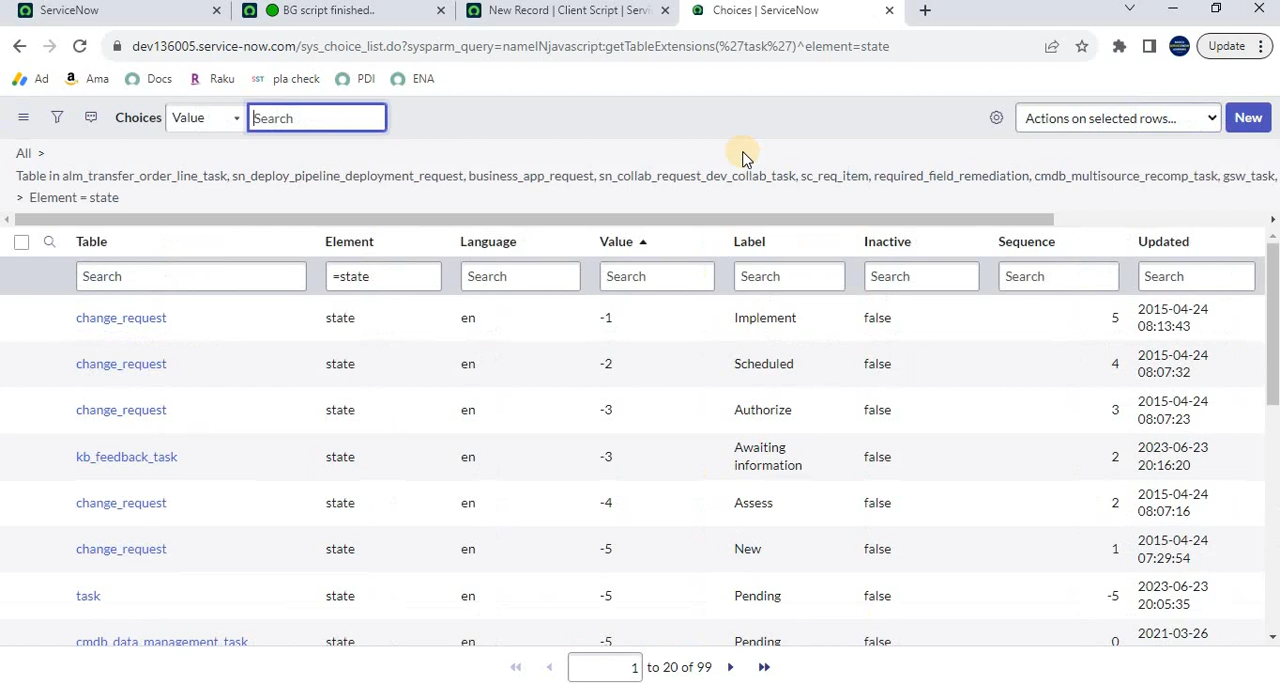 ServiceNow
BG script finished..
New Record | Client Script | Servi
Choices | ServiceNow
dev136005.service-now.com/sys_choice_list.do?sysparm_query=nameINjavascript:getTableExtensions(%27task%27)^element=state
Update
Ad
a Ama
Docs
R Raku
SST pla check
PDI
ENA
Choices
Value
Search
Actions on selected rows...
New
All >
Table in alm_transfer_order_line_task, sn_deploy_pipeline_deployment_request, business_app_request, sn_collab_request_dev_collab_task, sc_req_item, required_field_remediation, cmdb_multisource_recomp_task, gsw_task,
> Element = state
Table Element Language Value Label Inactive Sequence Updated
Search =state Search Search Search Search Search Search
change_request state en -1 Implement false 5 2015-04-24
08:13:43
change_request state en -2 Scheduled false 4 2015-04-24
08:07:32
change_request state en -3 Authorize false 3 2015-04-24
08:07:23
kb_feedback_task state en -3 Awaiting
information false 2 2023-06-23
20:16:20
change_request state en -4 Assess false 2 2015-04-24
08:07:16
change_request state en -5 New false 1 2015-04-24
07:29:54
task state en -5 Pending false -5 2023-06-23
20:05:35
cmdb_data_management_task state en -5 Pending false 0 2021-03-26
1 to 20 of 99